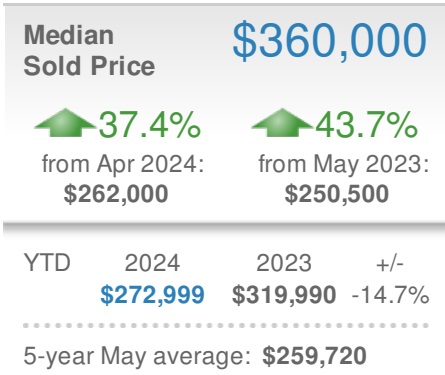 Median $360,000
Sold Price
37.4% 43.7%
from Apr 2024: from May 2023:
$262,000 $250,500
YTD 2024 2023 +/-
$272,999 $319,990 -14.7%
5-year May average: $259,720